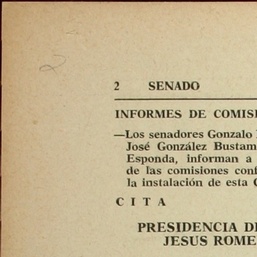 2 SENADO
INFORMES DE COMISI
—Los senadores Gonzalo
José González Bustam
Esponda, informan a
de las comisiones conf
la instalación de esta
CITA
PRESIDENCIA D
JESUS ROME